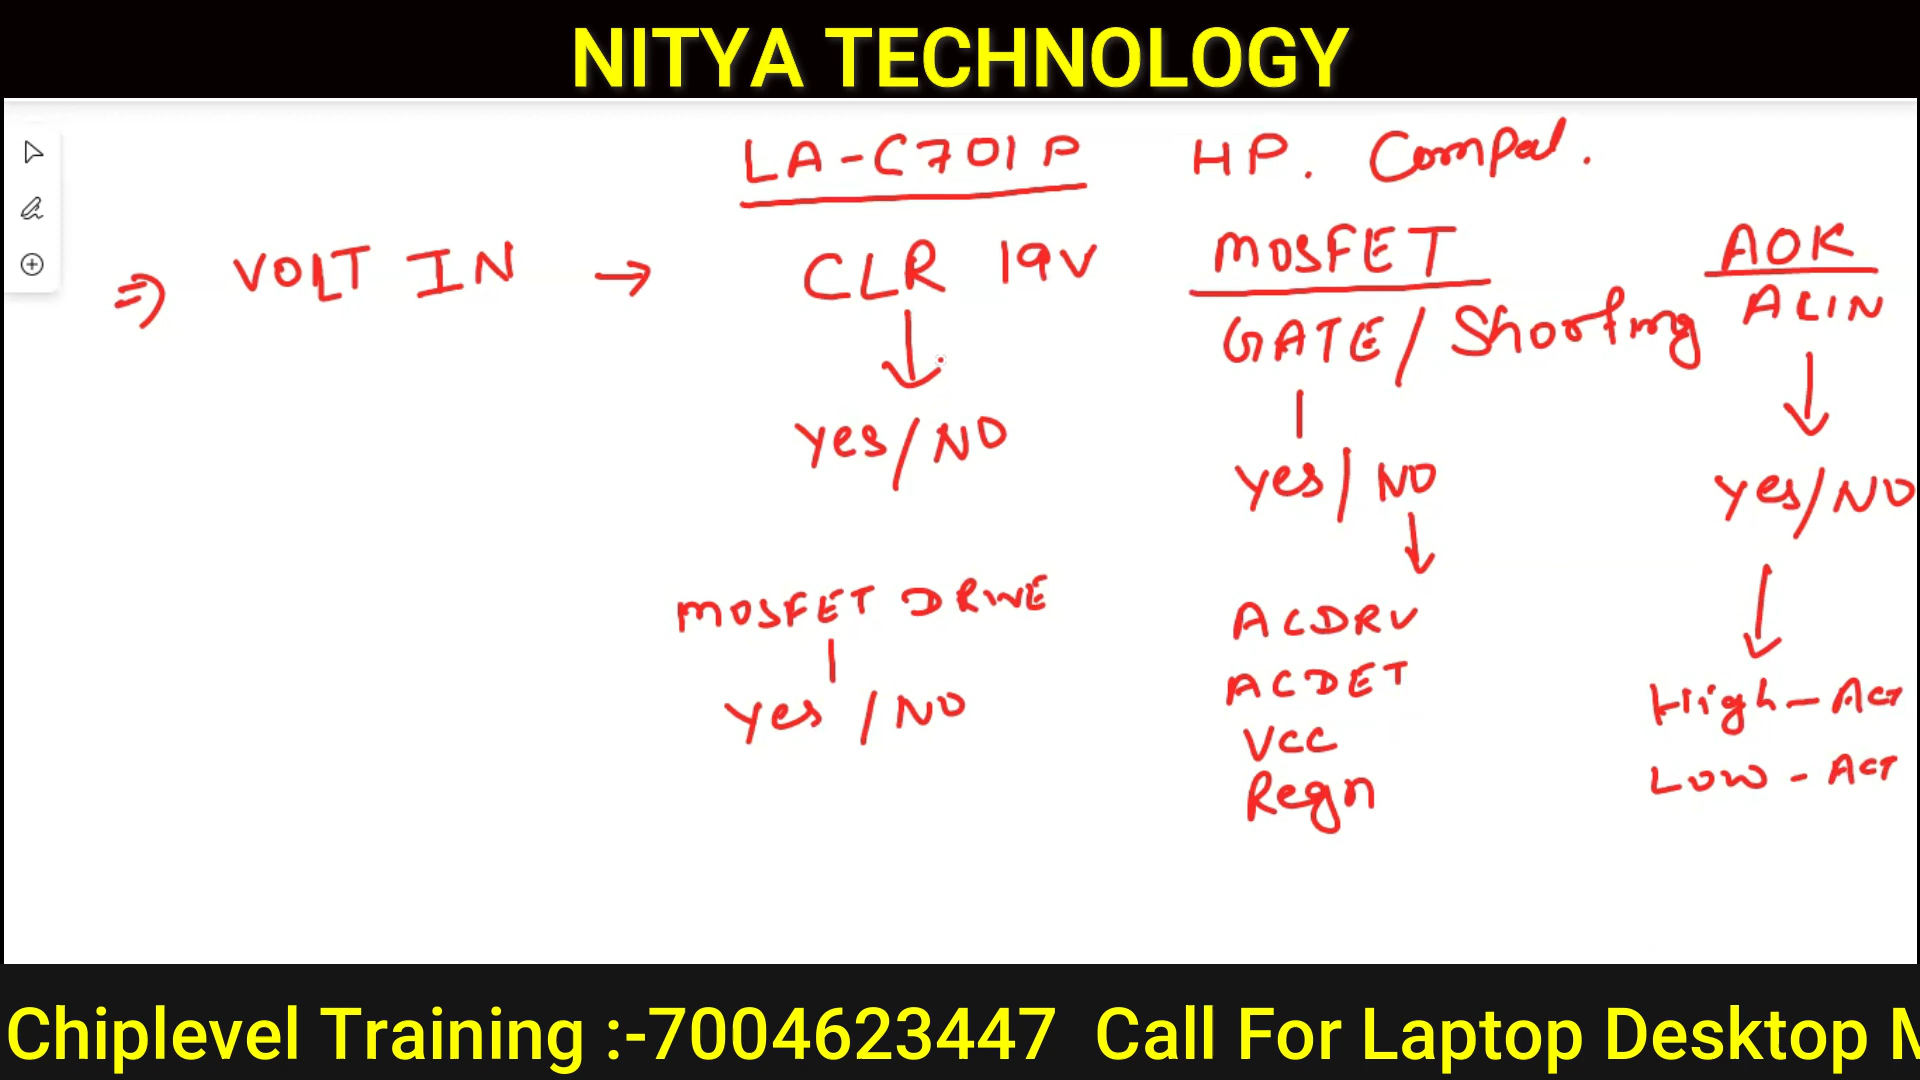 NITYA TECHNOLOGY
LA-C701P HP. Compal.
⇒ VOLT IN → CLR 19V MOSFET AOK
GATE / Shorting ACIN
Yes/NO Yes/NO Yes/NO
MOSFET DRIVE ACDRV
Yes /NO ACDET High-Act
VCC Low-Act
Regn
Chiplevel Training :-7004623447 Call For Laptop Desktop M